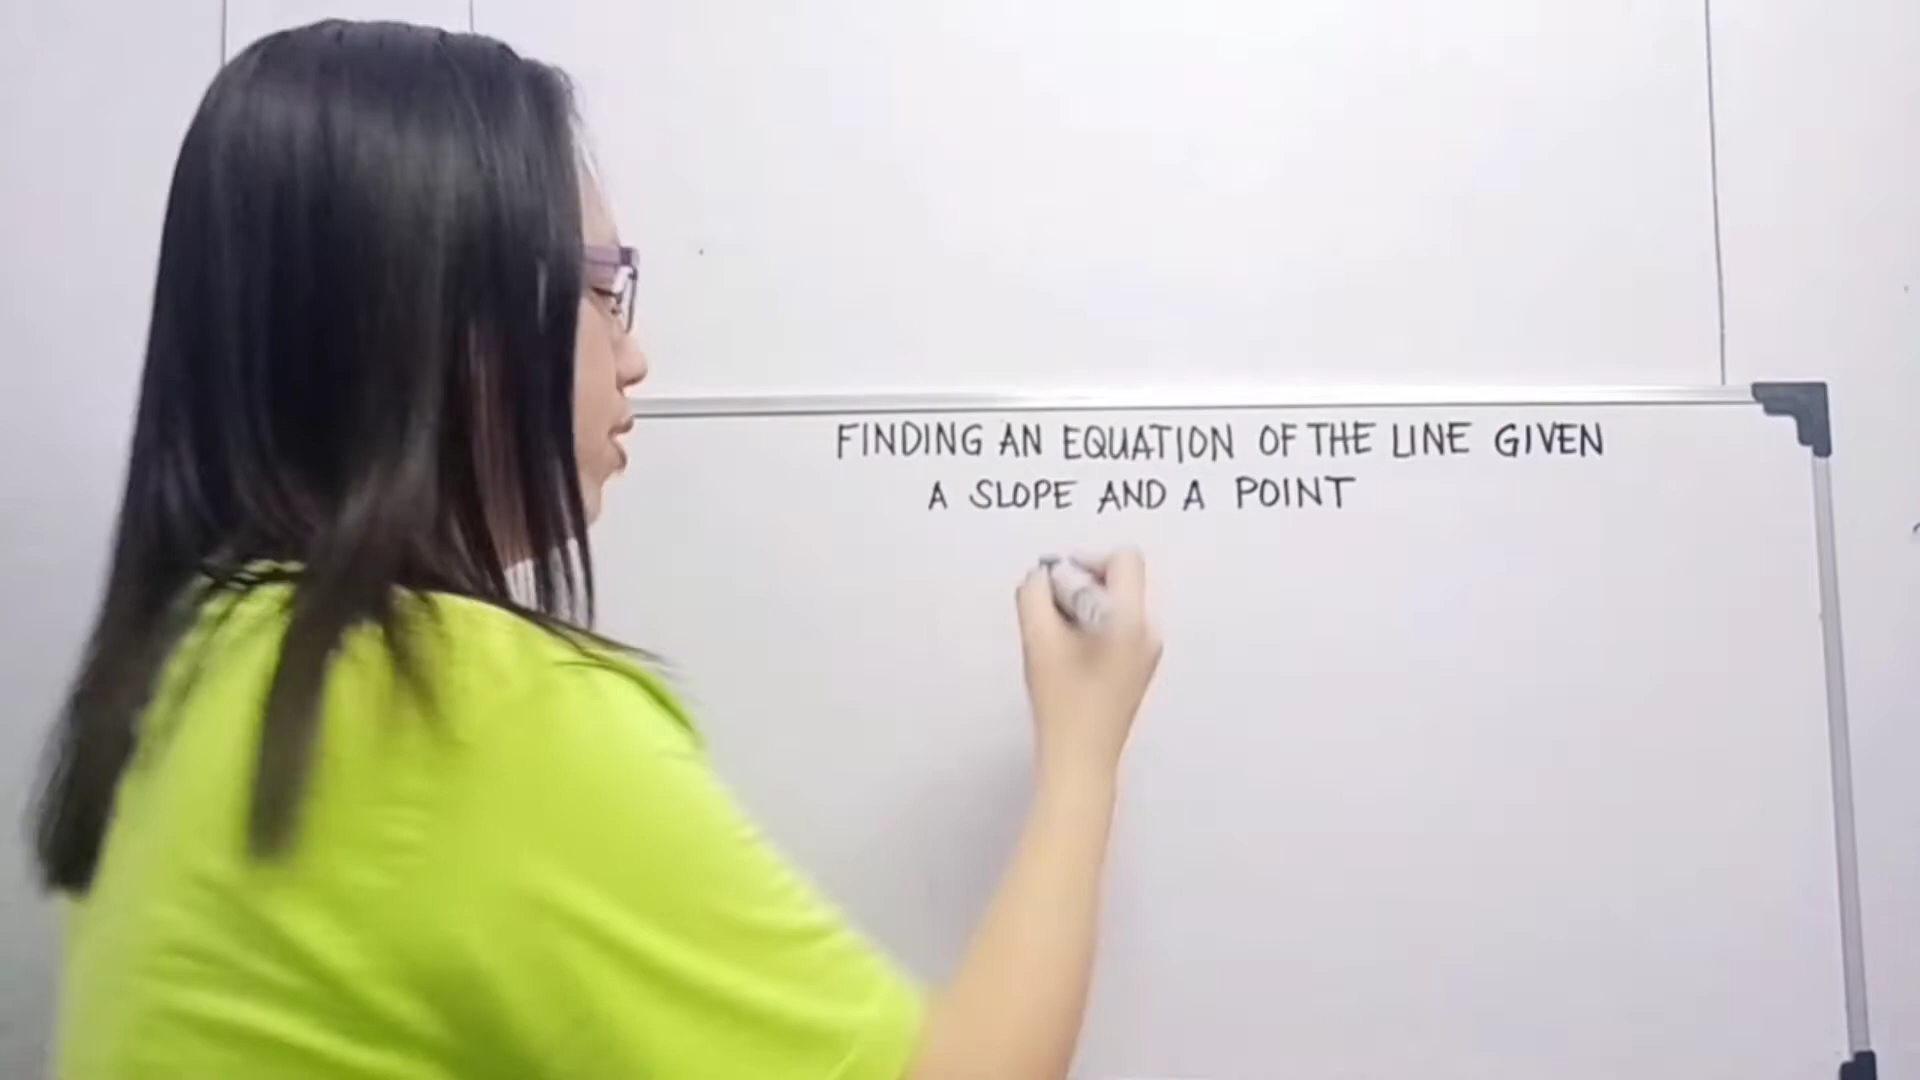 FINDING AN EQUATION OF THE LINE GIVEN
A SLOPE AND A POINT